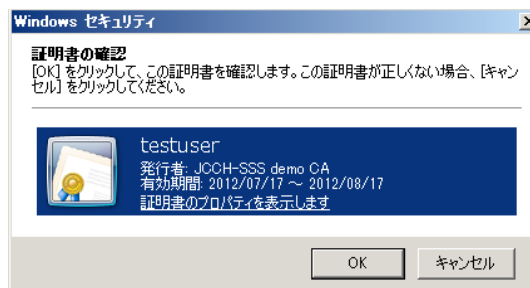 Windows セキュリティ
証明書の確認
[OK] をクリックして、この証明書を確認します。この証明書が正しくない場合、[キャン
セル] をクリックしてください。
testuser
発行者: JCCH-SSS demo CA
有効期間: 2012/07/17 ～ 2012/08/17
証明書のプロパティを表示します
OK
キャンセル